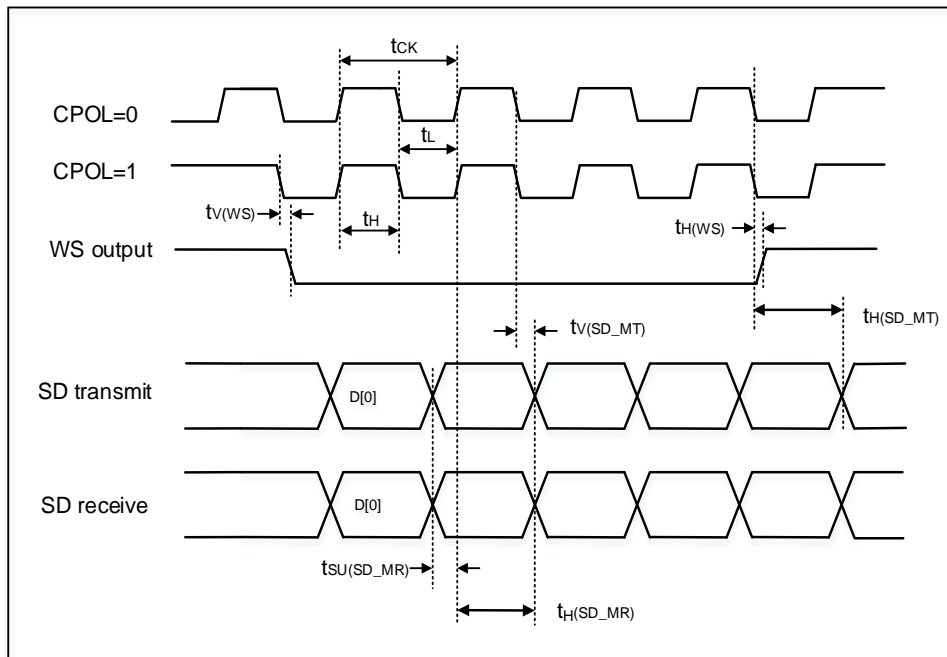 tCK
CPOL=0
tL
CPOL=1
tV(WS)
tH
tH(WS)
WS output
tV(SD_MT)
tH(SD_MT)
SD transmit
D[0]
SD receive
D[0]
tSU(SD_MR)
tH(SD_MR)